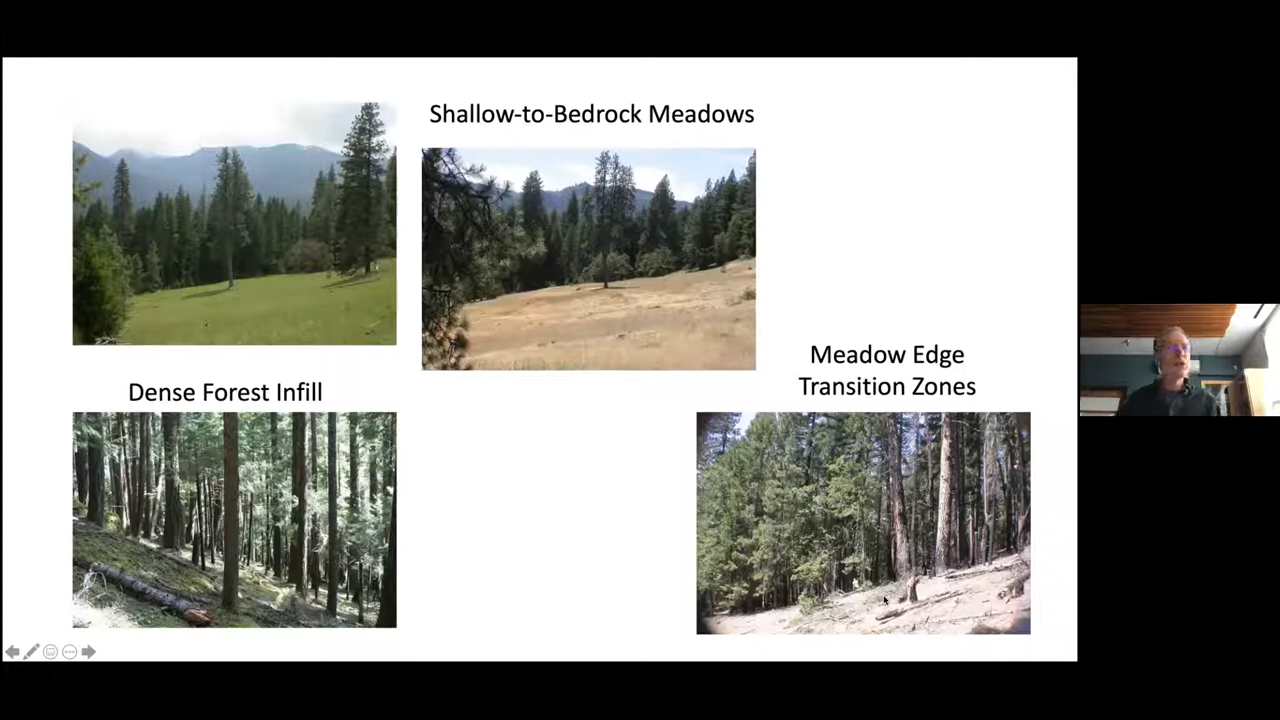 Shallow-to-Bedrock Meadows
Meadow Edge
Transition Zones
Dense Forest Infill